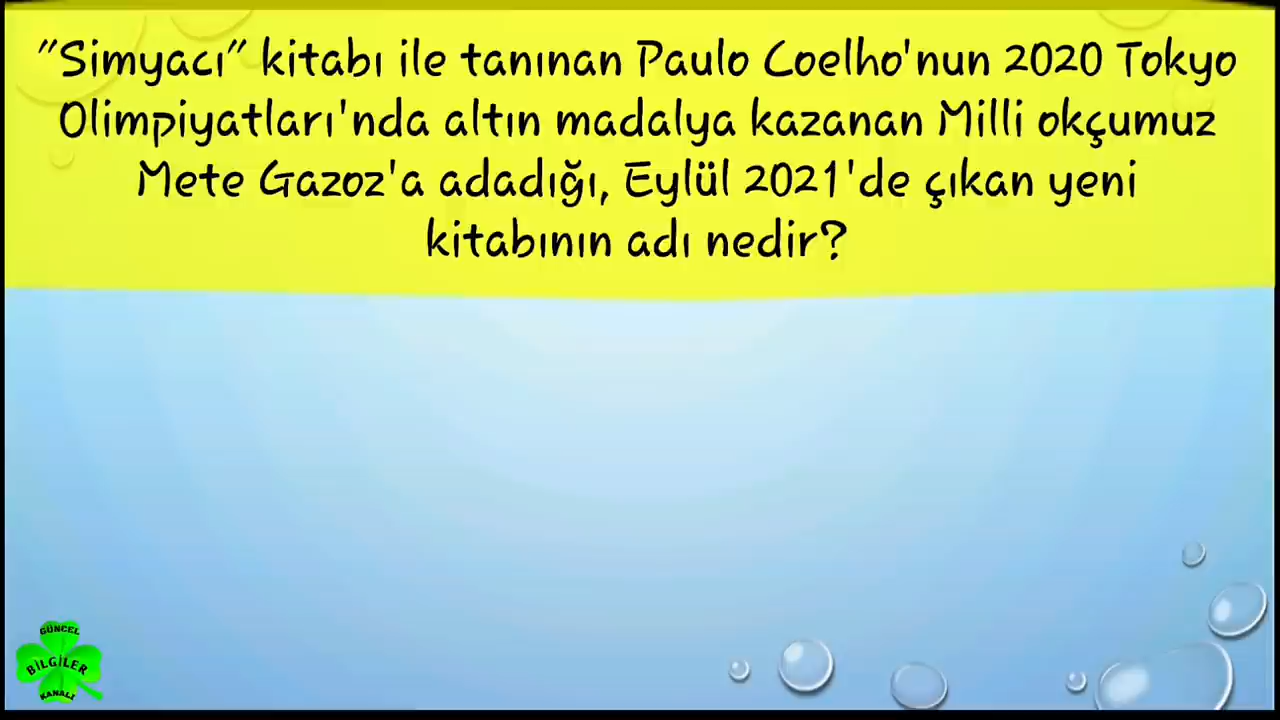 "Simyacı" kitabı ile tanınan Paulo Coelho'nun 2020 Tokyo
Olimpiyatları'nda altın madalya kazanan Milli okçumuz
Mete Gazoz'a adadığı, Eylül 2021'de çıkan yeni
kitabının adı nedir?
GÜNCEL
BİLGİLER
KANALI